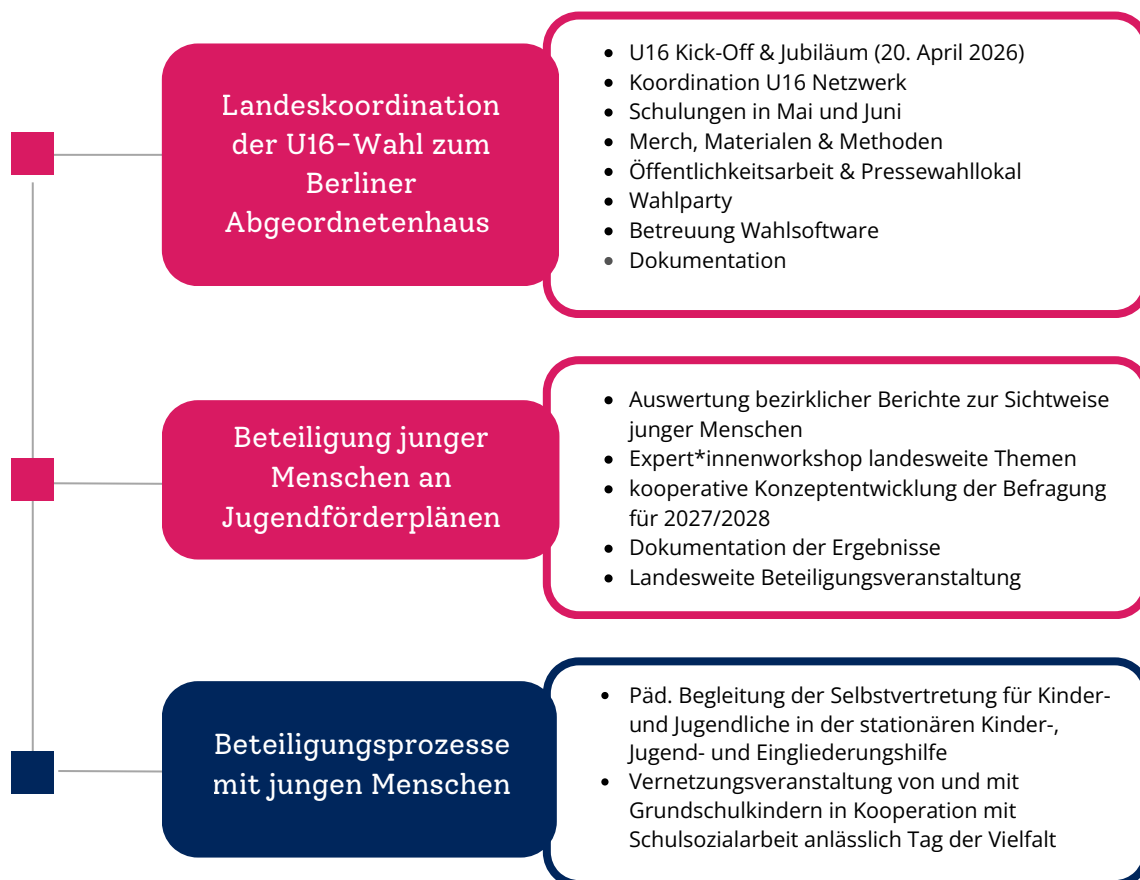 Landeskoordination
der U16-Wahl zum
Berliner
Abgeordnetenhaus
• U16 Kick-Off & Jubiläum (20. April 2026)
• Koordination U16 Netzwerk
• Schulungen in Mai und Juni
• Merch, Materialen & Methoden
• Öffentlichkeitsarbeit & Pressewahllokal
• Wahlparty
• Betreuung Wahlsoftware
• Dokumentation
Beteiligung junger
Menschen an
Jugendförderplänen
• Auswertung bezirklicher Berichte zur Sichtweise
junger Menschen
• Expert*innenworkshop landesweite Themen
• kooperative Konzeptentwicklung der Befragung
für 2027/2028
• Dokumentation der Ergebnisse
• Landesweite Beteiligungsveranstaltung
Beteiligungsprozesse
mit jungen Menschen
• Päd. Begleitung der Selbstvertretung für Kinder-
und Jugendliche in der stationären Kinder-,
Jugend- und Eingliederungshilfe
• Vernetzungsveranstaltung von und mit
Grundschulkindern in Kooperation mit
Schulsozialarbeit anlässlich Tag der Vielfalt